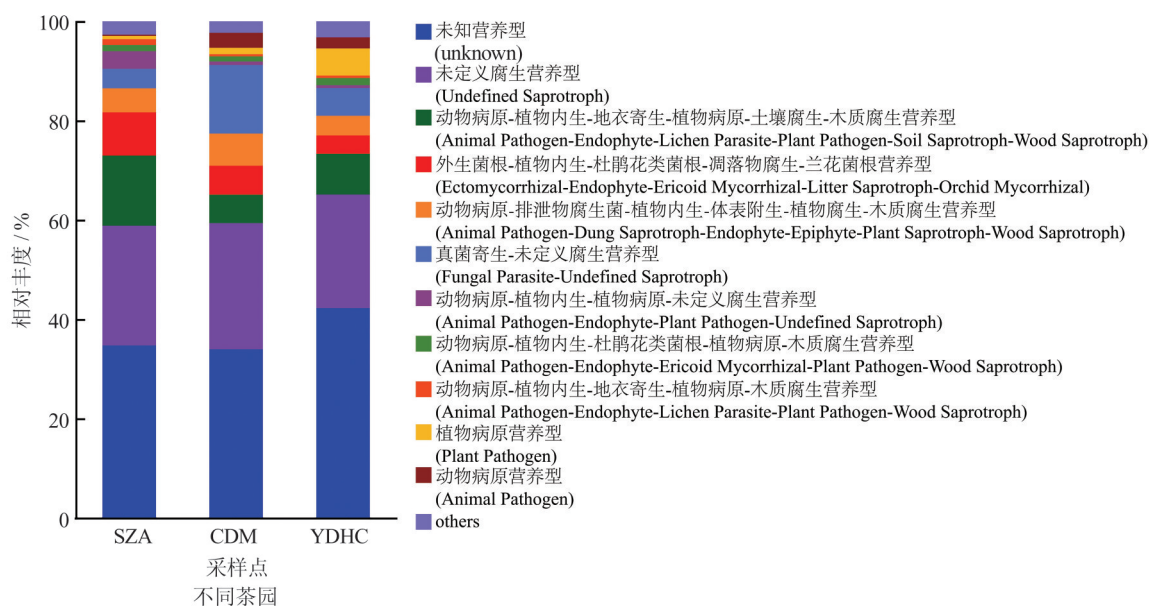 100
80
60
40
20
0
相对丰度 / %
SZA
CDM
YDHC
采样点
不同茶园
未知营养型
(unknown)
未定义腐生营养型
(Undefined Saprotroph)
动物病原-植物内生-地衣寄生-植物病原-土壤腐生-木质腐生营养型
(Animal Pathogen-Endophyte-Lichen Parasite-Plant Pathogen-Soil Saprotroph-Wood Saprotroph)
外生菌根-植物内生-杜鹃花类菌根-凋落物腐生-兰花菌根营养型
(Ectomycorrhizal-Endophyte-Ericoid Mycorrhizal-Litter Saprotroph-Orchid Mycorrhizal)
动物病原-排泄物腐生菌-植物内生-体表附生-植物腐生-木质腐生营养型
(Animal Pathogen-Dung Saprotroph-Endophyte-Epiphyte-Plant Saprotroph-Wood Saprotroph)
真菌寄生-未定义腐生营养型
(Fungal Parasite-Undefined Saprotroph)
动物病原-植物内生-植物病原-未定义腐生营养型
(Animal Pathogen-Endophyte-Plant Pathogen-Undefined Saprotroph)
动物病原-植物内生-杜鹃花类菌根-植物病原-木质腐生营养型
(Animal Pathogen-Endophyte-Ericoid Mycorrhizal-Plant Pathogen-Wood Saprotroph)
动物病原-植物内生-地衣寄生-植物病原-木质腐生营养型
(Animal Pathogen-Endophyte-Lichen Parasite-Plant Pathogen-Wood Saprotroph)
植物病原营养型
(Plant Pathogen)
动物病原营养型
(Animal Pathogen)
others